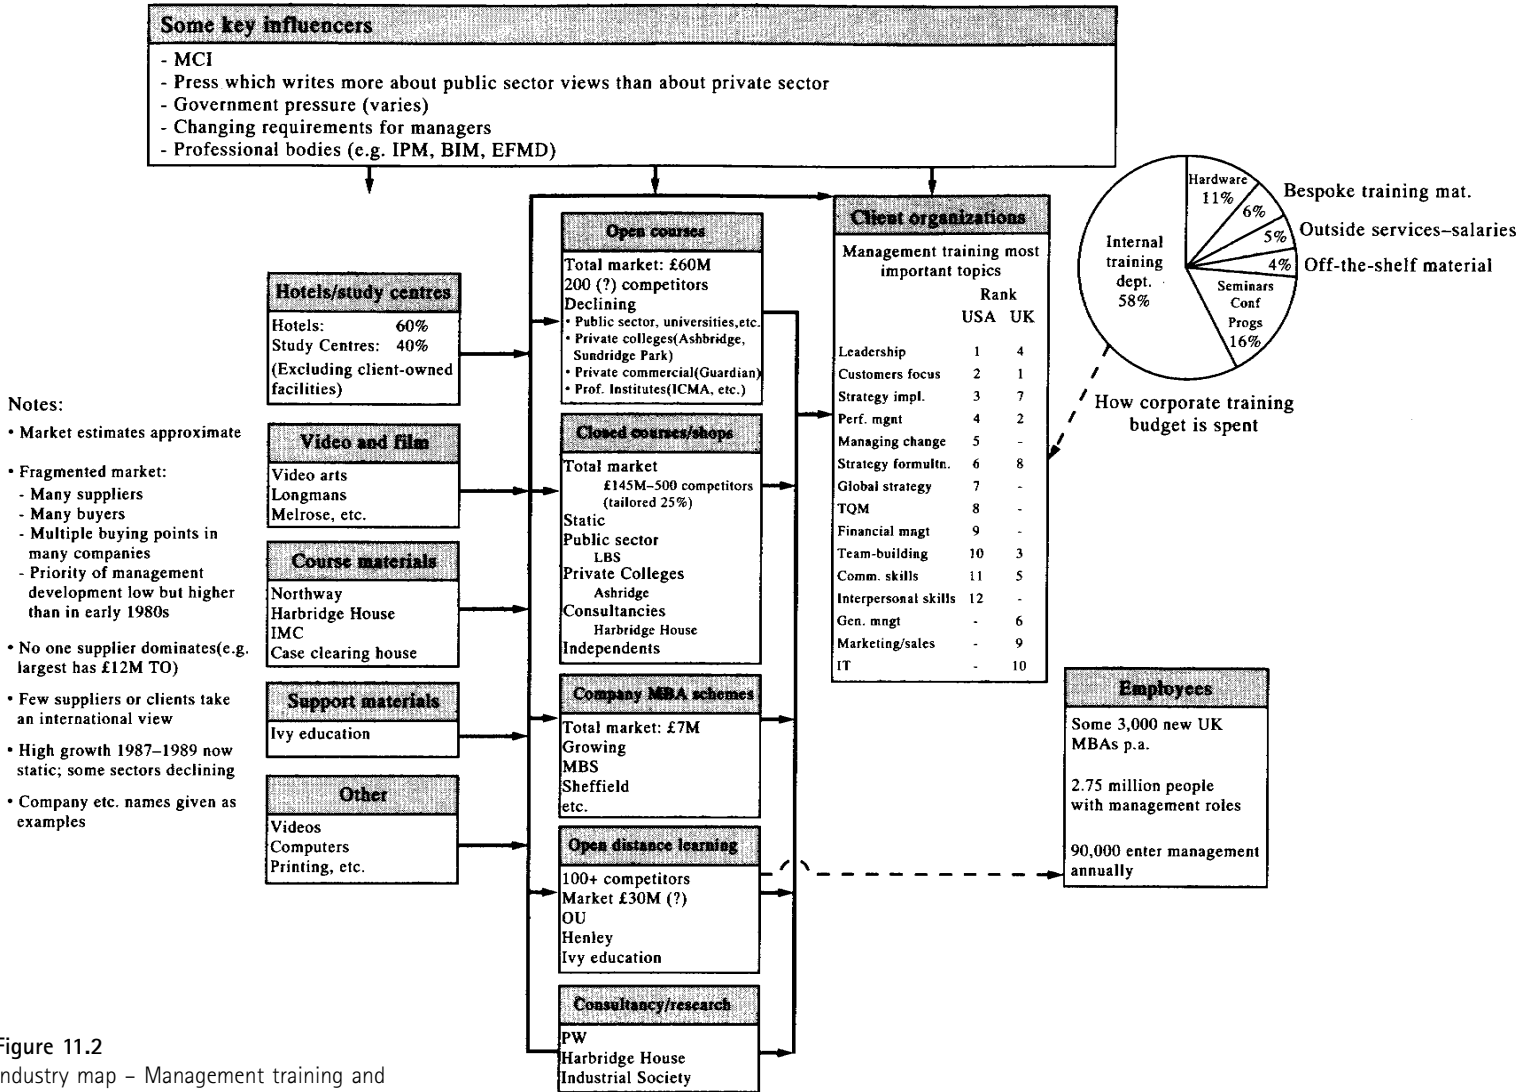 Some key influencers
- MCI
- Press which writes more about public sector views than about private sector
- Government pressure (varies)
- Changing requirements for managers
- Professional bodies (e.g. IPM, BIM, EFMD)
Notes:
• Market estimates approximate
• Fragmented market:
- Many suppliers
- Many buyers
- Multiple buying points in
many companies
- Priority of management
development low but higher
than in early 1980s
• No one supplier dominates(e.g.
largest has £12M TO)
• Few suppliers or clients take
an international view
• High growth 1987–1989 now
static; some sectors declining
• Company etc. names given as
examples
Hotels/study centres
Hotels: 60%
Study Centres: 40%
(Excluding client-owned
facilities)
Video and film
Video arts
Longmans
Melrose, etc.
Course materials
Northway
Harbridge House
IMC
Case clearing house
Support materials
Ivy education
Other
Videos
Computers
Printing, etc.
Open courses
Total market: £60M
200 (?) competitors
Declining
• Public sector, universities,etc.
• Private colleges(Ashbridge,
Sundridge Park)
• Private commercial(Guardian)
• Prof. Institutes(ICMA, etc.)
Closed courses/shops
Total market
£145M–500 competitors
(tailored 25%)
Static
Public sector
LBS
Private Colleges
Ashridge
Consultancies
Harbridge House
Independents
Company MBA schemes
Total market: £7M
Growing
MBS
Sheffield
etc.
Open distance learning
100+ competitors
Market £30M (?)
OU
Henley
Ivy education
Consultancy/research
PW
Harbridge House
Industrial Society
Client organizations
Management training most
important topics
Rank
USA UK
Leadership 1 4
Customers focus 2 1
Strategy impl. 3 7
Perf. mgnt 4 2
Managing change 5 -
Strategy formultn. 6 8
Global strategy 7 -
TQM 8 -
Financial mngt 9 -
Team-building 10 3
Comm. skills 11 5
Interpersonal skills 12 -
Gen. mngt - 6
Marketing/sales - 9
IT - 10
Hardware
11%
6%
Bespoke training mat.
5%
Outside services–salaries
4%
Off-the-shelf material
Seminars
Conf
Progs
16%
Internal
training
dept.
58%
How corporate training
budget is spent
Employees
Some 3,000 new UK
MBAs p.a.
2.75 million people
with management roles
90,000 enter management
annually
Figure 11.2
Industry map – Management training and